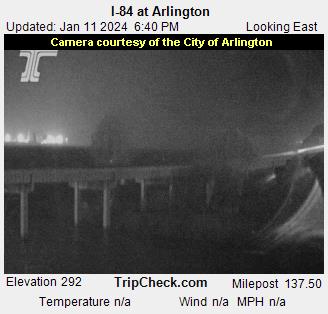 I-84 at Arlington
Updated: Jan 11 2024 6:40 PM Looking East
Camera courtesy of the City of Arlington
Elevation 292 TripCheck.com Milepost 137.50
Temperature n/a Wind n/a MPH n/a